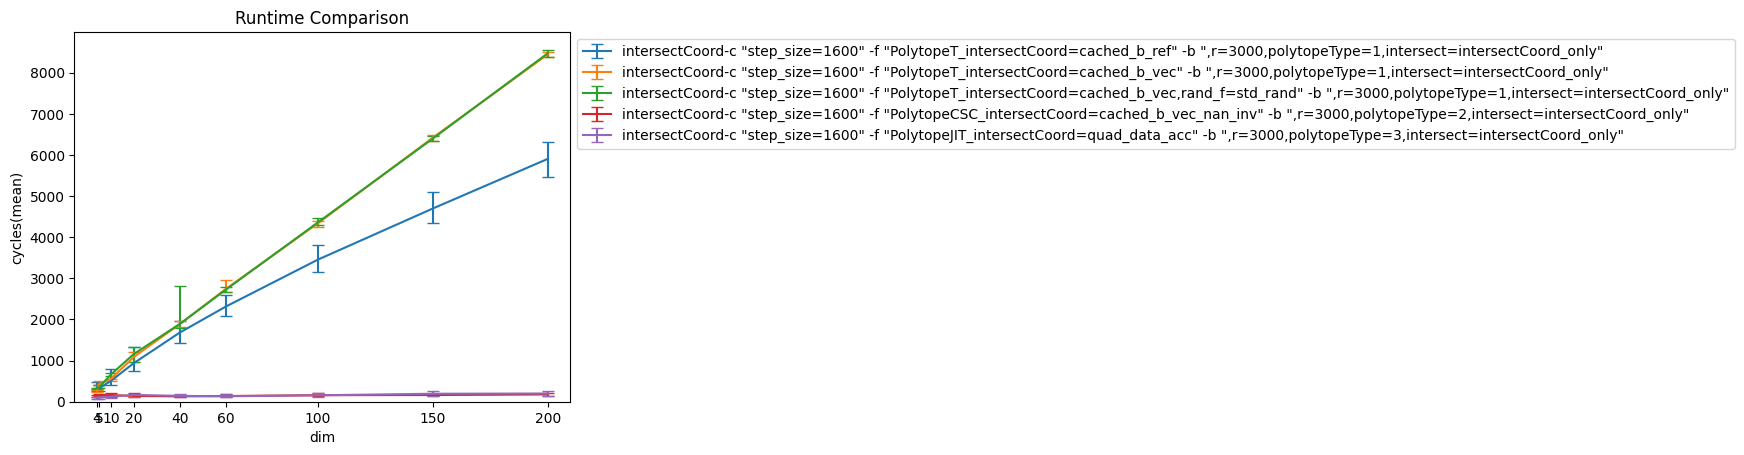 Runtime Comparison
cycles(mean)
8000
7000
6000
5000
4000
3000
2000
1000
0
4 5 10 20 40 60 100 150 200
dim
intersectCoord-c "step_size=1600" -f "PolytopeT_intersectCoord=cached_b_ref" -b ",r=3000,polytopeType=1,intersect=intersectCoord_only"
intersectCoord-c "step_size=1600" -f "PolytopeT_intersectCoord=cached_b_vec" -b ",r=3000,polytopeType=1,intersect=intersectCoord_only"
intersectCoord-c "step_size=1600" -f "PolytopeT_intersectCoord=cached_b_vec,rand_f=std_rand" -b ",r=3000,polytopeType=1,intersect=intersectCoord_only"
intersectCoord-c "step_size=1600" -f "PolytopeCSC_intersectCoord=cached_b_vec_nan_inv" -b ",r=3000,polytopeType=2,intersect=intersectCoord_only"
intersectCoord-c "step_size=1600" -f "PolytopeJIT_intersectCoord=quad_data_acc" -b ",r=3000,polytopeType=3,intersect=intersectCoord_only"